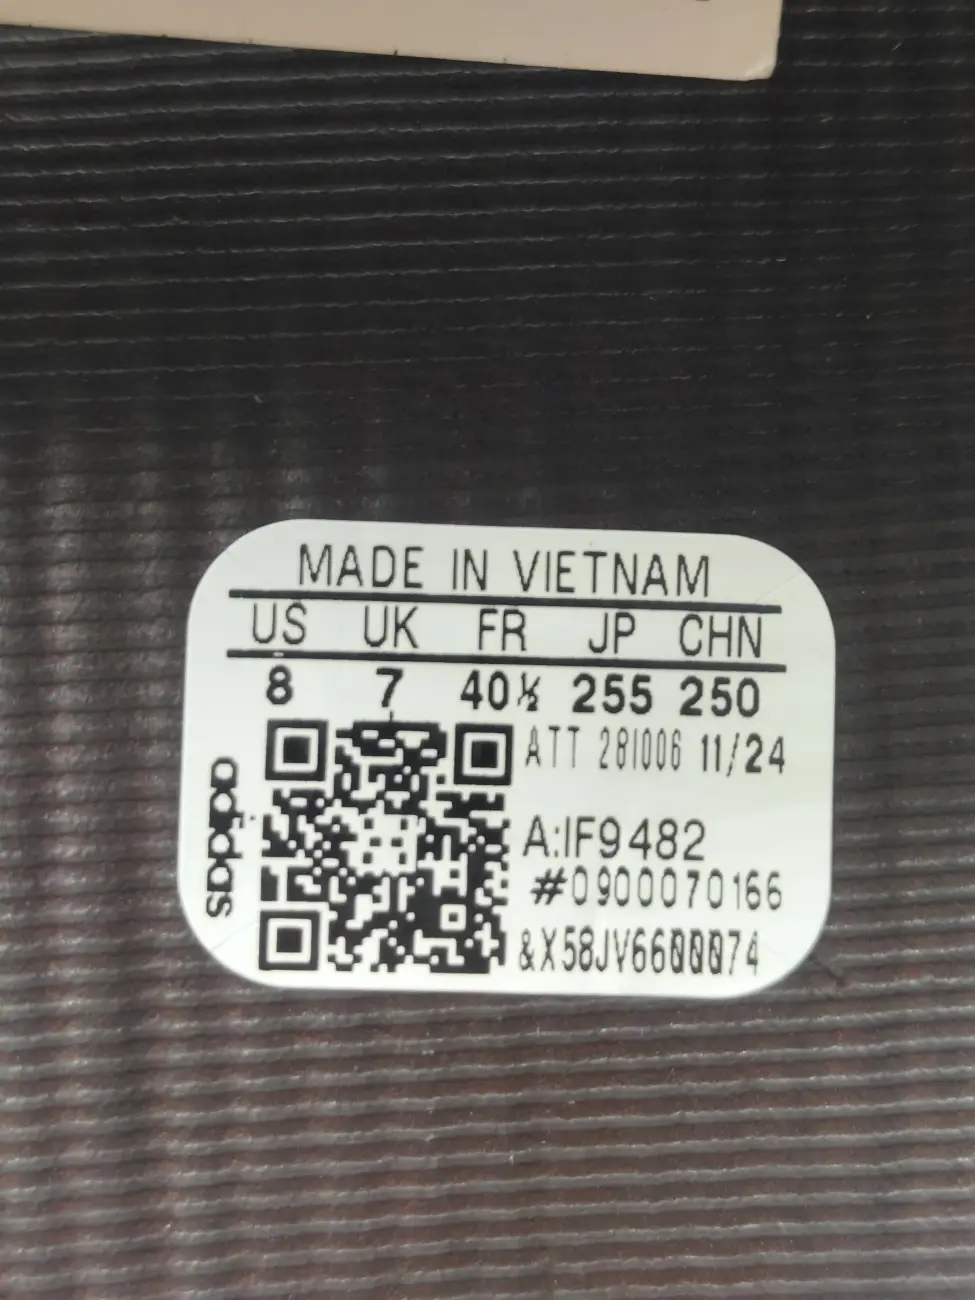 MADE IN VIETNAM
US UK FR JP CHN
8 7 40½ 255 250
ATT 281006 11/24
A:IF9482
#0900070166
&X58JV6600074
adidas